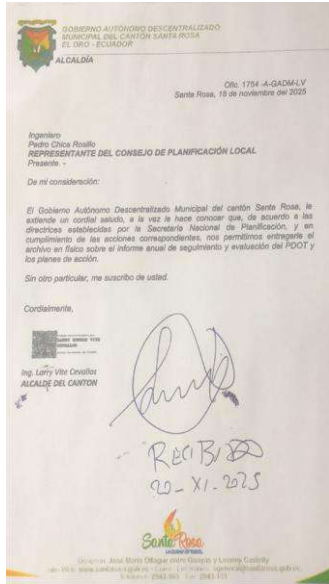 GOBIERNO AUTÓNOMO DESCENTRALIZADO
MUNICIPAL DEL CANTÓN SANTA ROSA
EL ORO - ECUADOR
ALCALDÍA
Ofic. 1754 -A-GADM-LV
Santa Rosa, 18 de noviembre del 2025
Ingeniero
Pedro Chica Rosillo
REPRESENTANTE DEL CONSEJO DE PLANIFICACIÓN LOCAL
Presente. -
De mi consideración:
El Gobierno Autónomo Descentralizado Municipal del cantón Santa Rosa, le
extiende un cordial saludo, a la vez le hace conocer que, de acuerdo a las
directrices establecidas por la Secretaría Nacional de Planificación, y en
cumplimiento de las acciones correspondientes, nos permitimos entregarle el
archivo en físico sobre el informe anual de seguimiento y evaluación del PDOT y
los planes de acción.
Sin otro particular, me suscribo de usted.
Cordialmente,
Ing. Larry Vite Cevallos
ALCALDE DEL CANTON
RECIBIDO
20-XI-2025
Santa Rosa